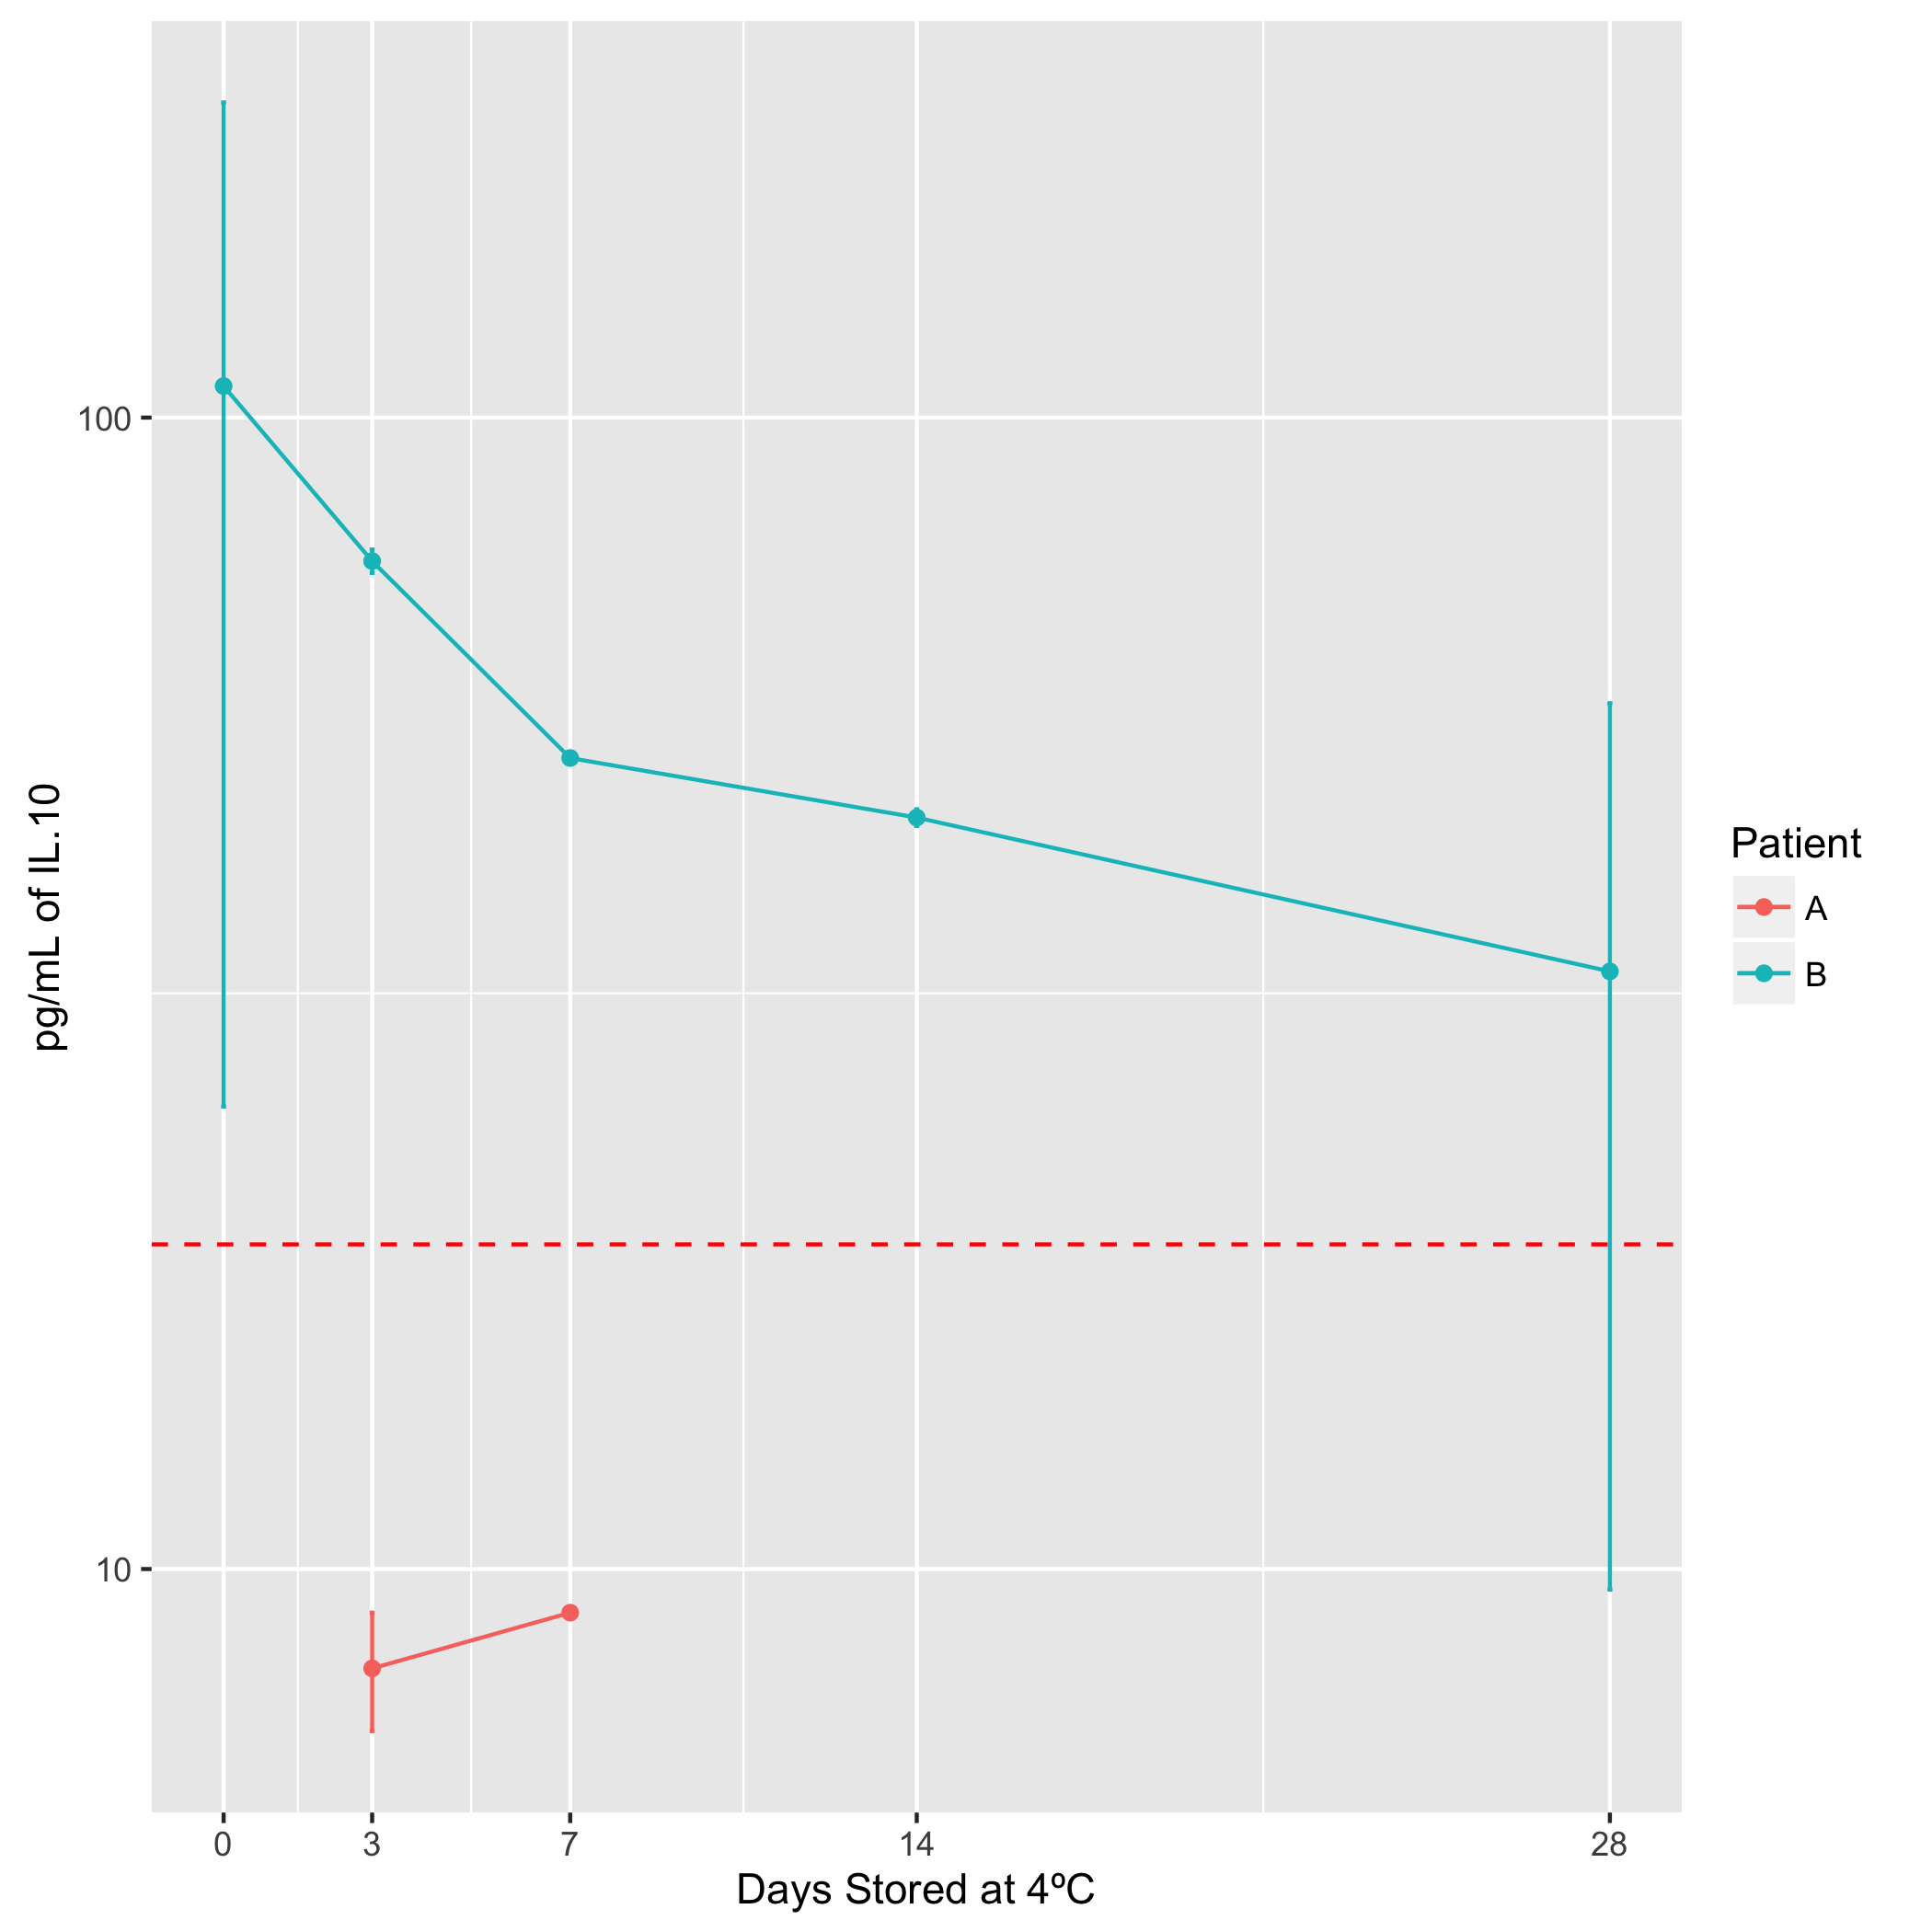 100
10
pg/mL of IL.10
0 3 7 14 28
Days Stored at 4ºC
Patient
A
B